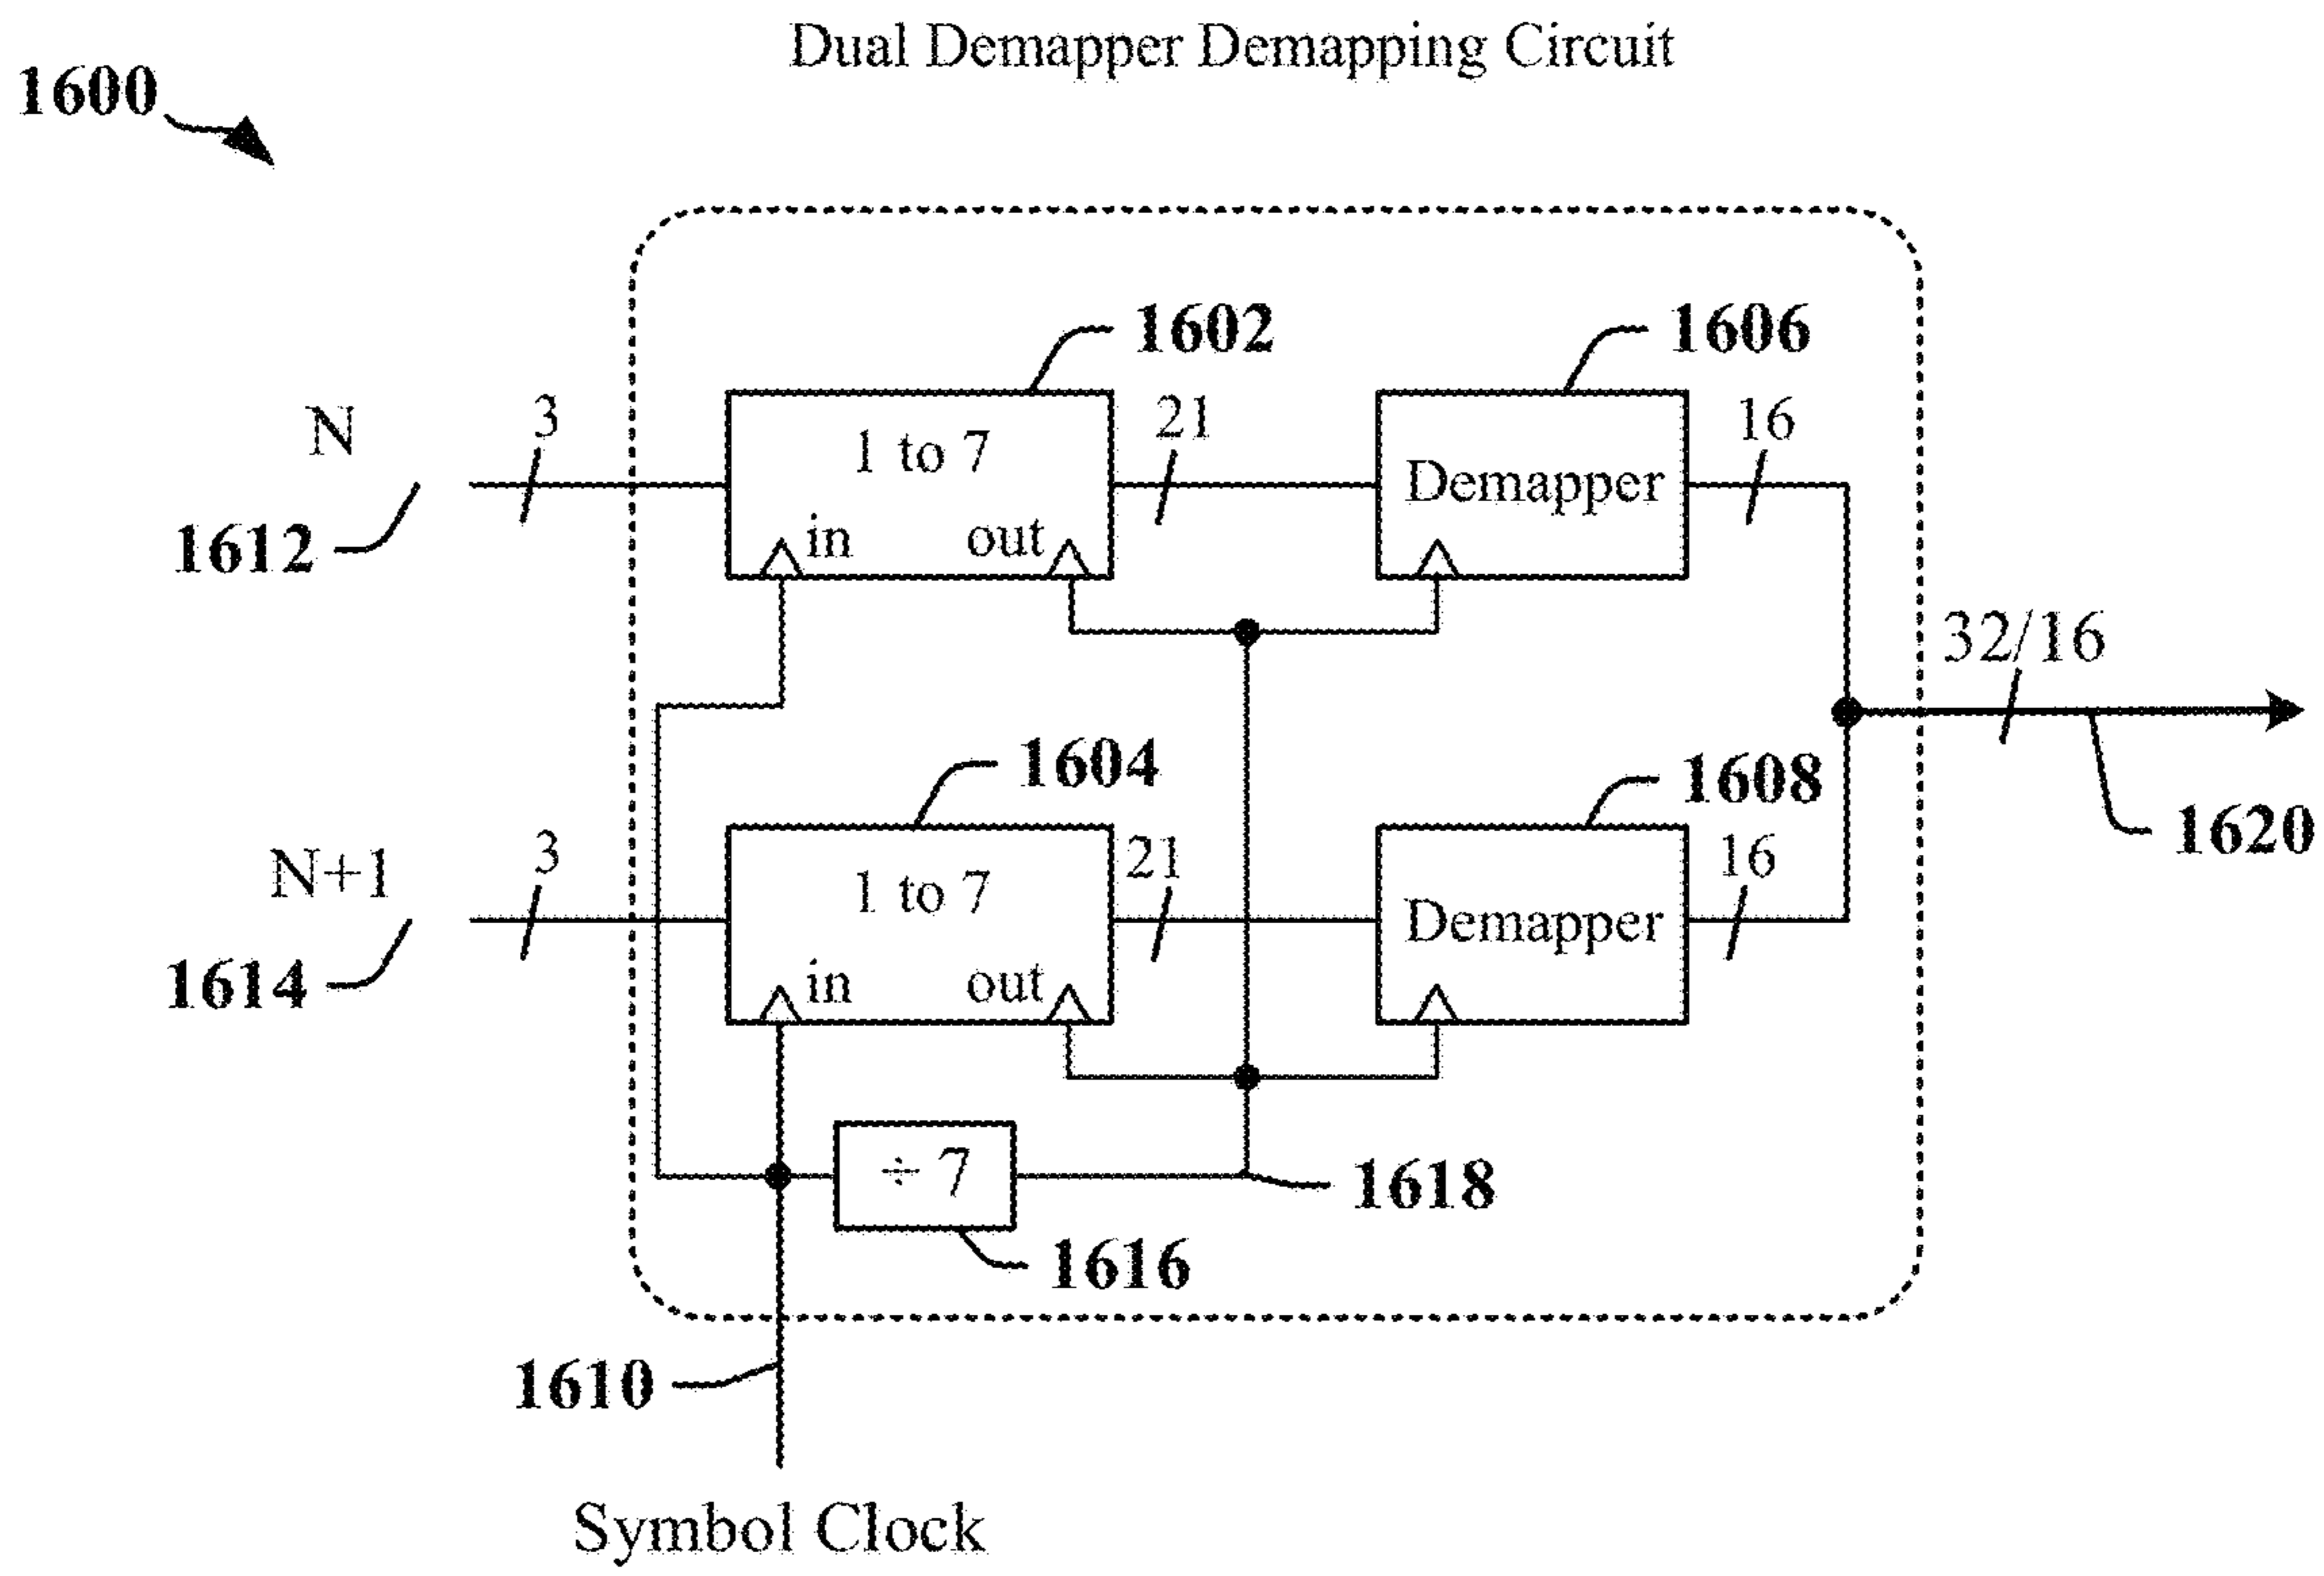 Dual Demapper Demapping Circuit
1600
1602
1606
N
3
1 to 7
21
Demapper
16
1612
in
out
32/16
1604
1608
N+1
3
1 to 7
21
Demapper
16
1620
1614
in
out
÷ 7
1618
1616
1610
Symbol Clock